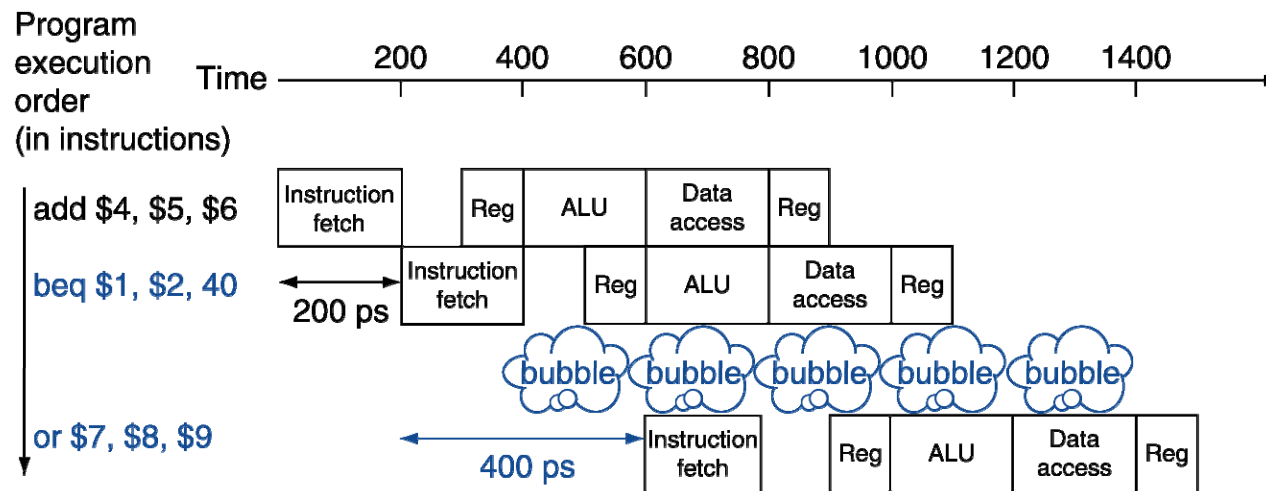 Program
execution
order
(in instructions)
Time
200 400 600 800 1000 1200 1400
add $4, $5, $6
Instruction
fetch
Reg
ALU
Data
access
Reg
beq $1, $2, 40
200 ps
Instruction
fetch
Reg
ALU
Data
access
Reg
bubble bubble bubble bubble bubble
or $7, $8, $9
400 ps
Instruction
fetch
Reg
ALU
Data
access
Reg